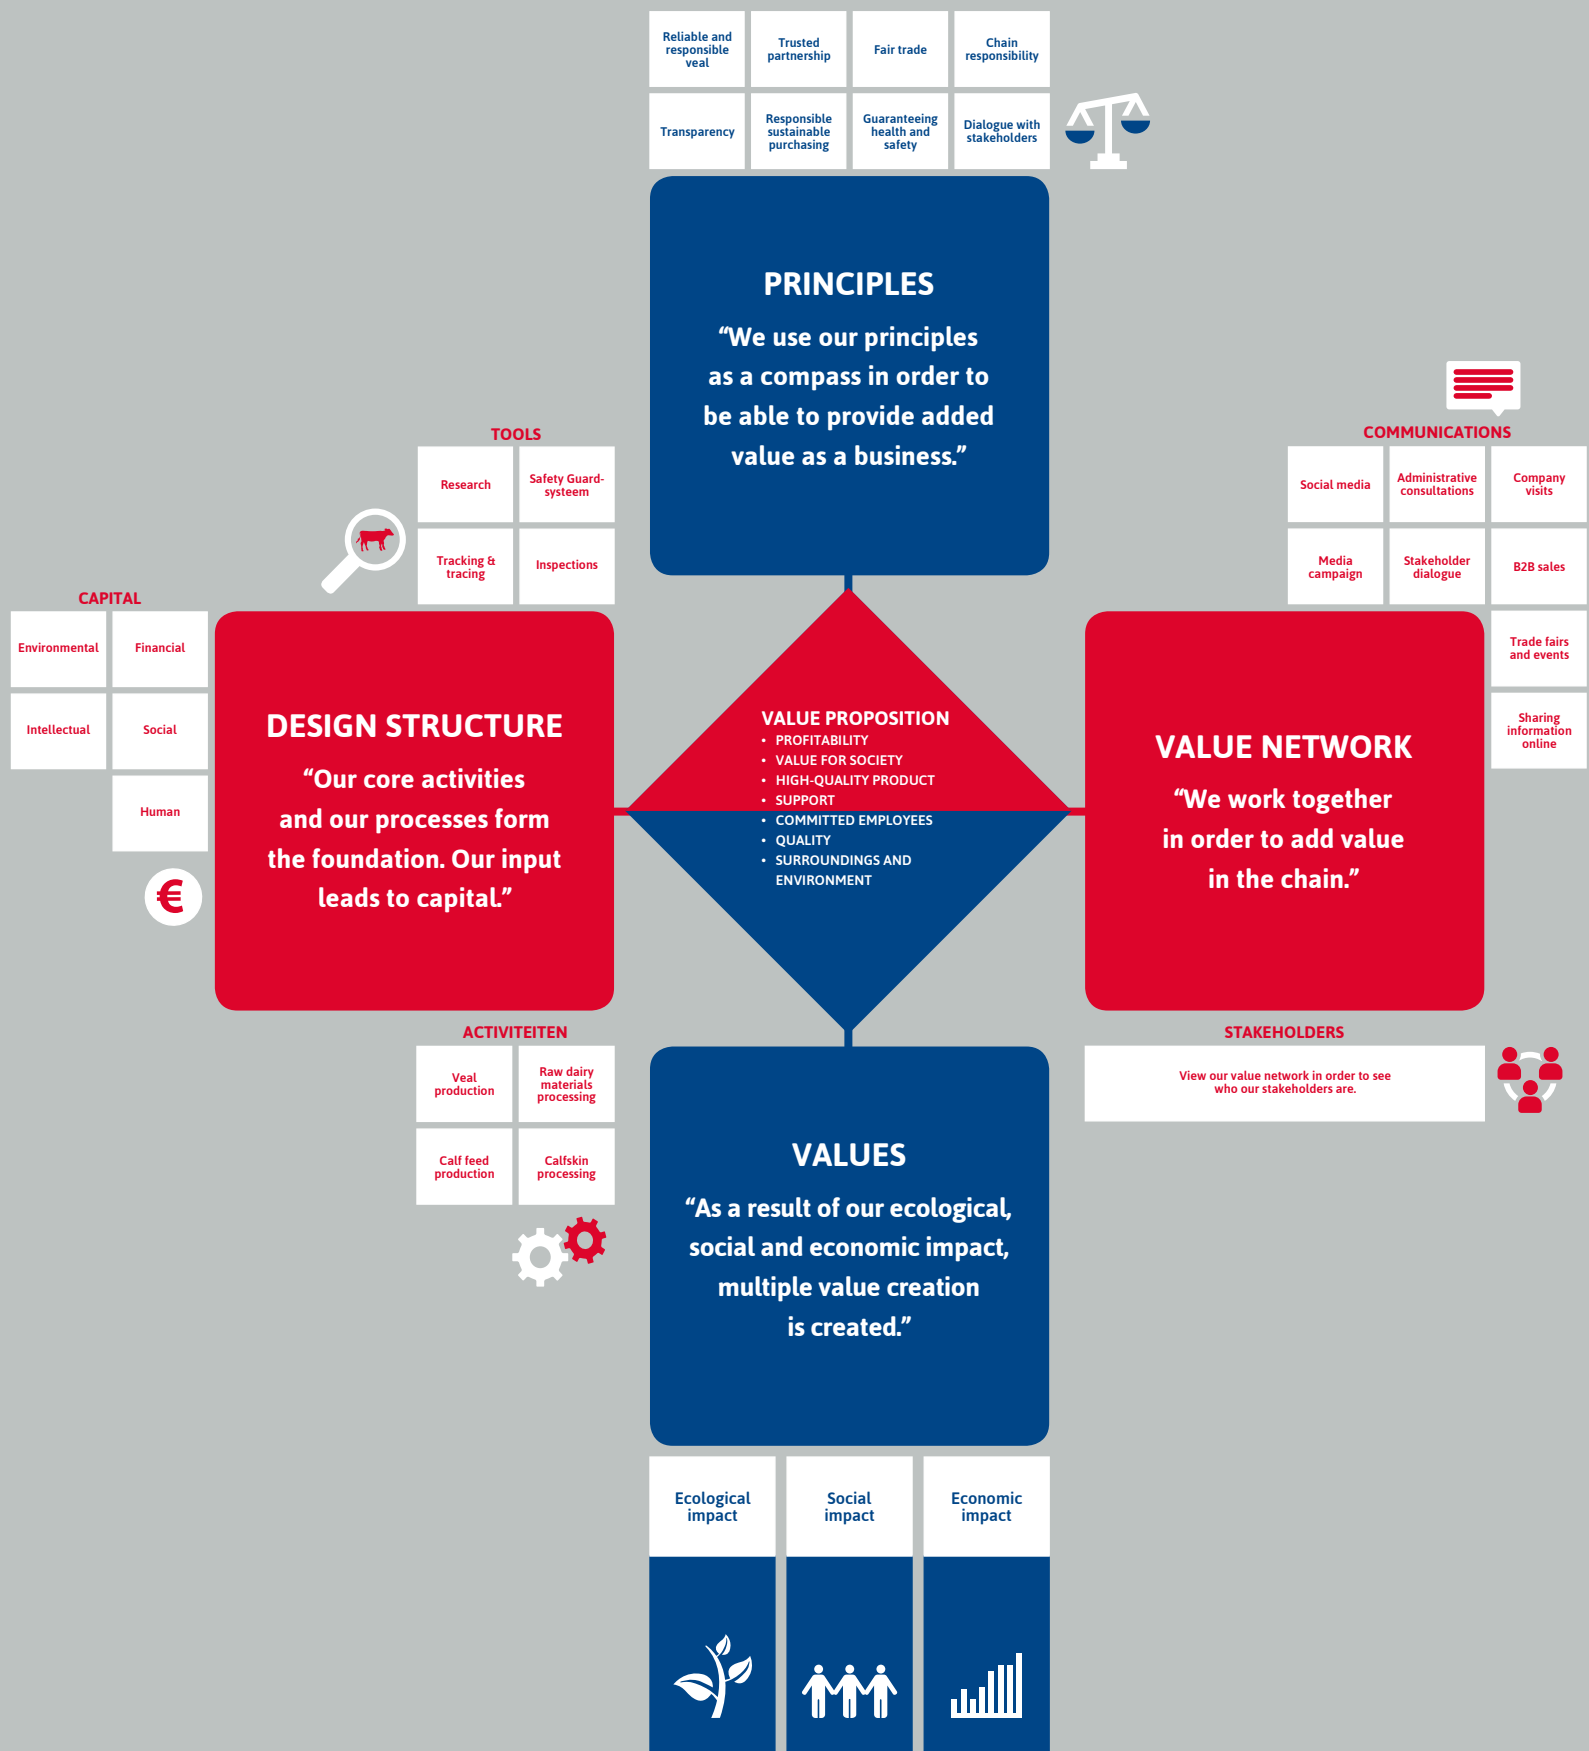 Reliable and
responsible
veal
Trusted
partnership
Fair trade
Chain
responsibility
Transparency
Responsible
sustainable
purchasing
Guaranteeing
health and
safety
Dialogue with
stakeholders
PRINCIPLES
“We use our principles
as a compass in order to
be able to provide added
value as a business.”
TOOLS
Research
Safety Guard-
systeem
Tracking &
tracing
Inspections
CAPITAL
Environmental
Financial
Intellectual
Social
Human
€
DESIGN STRUCTURE
“Our core activities
and our processes form
the foundation. Our input
leads to capital.”
VALUE PROPOSITION
• PROFITABILITY
• VALUE FOR SOCIETY
• HIGH-QUALITY PRODUCT
• SUPPORT
• COMMITTED EMPLOYEES
• QUALITY
• SURROUNDINGS AND
ENVIRONMENT
COMMUNICATIONS
Social media
Administrative
consultations
Company
visits
Media
campaign
Stakeholder
dialogue
B2B sales
Trade fairs
and events
Sharing
information
online
VALUE NETWORK
“We work together
in order to add value
in the chain.”
ACTIVITEITEN
Veal
production
Raw dairy
materials
processing
Calf feed
production
Calfskin
processing
STAKEHOLDERS
View our value network in order to see
who our stakeholders are.
VALUES
“As a result of our ecological,
social and economic impact,
multiple value creation
is created.”
Ecological
impact
Social
impact
Economic
impact